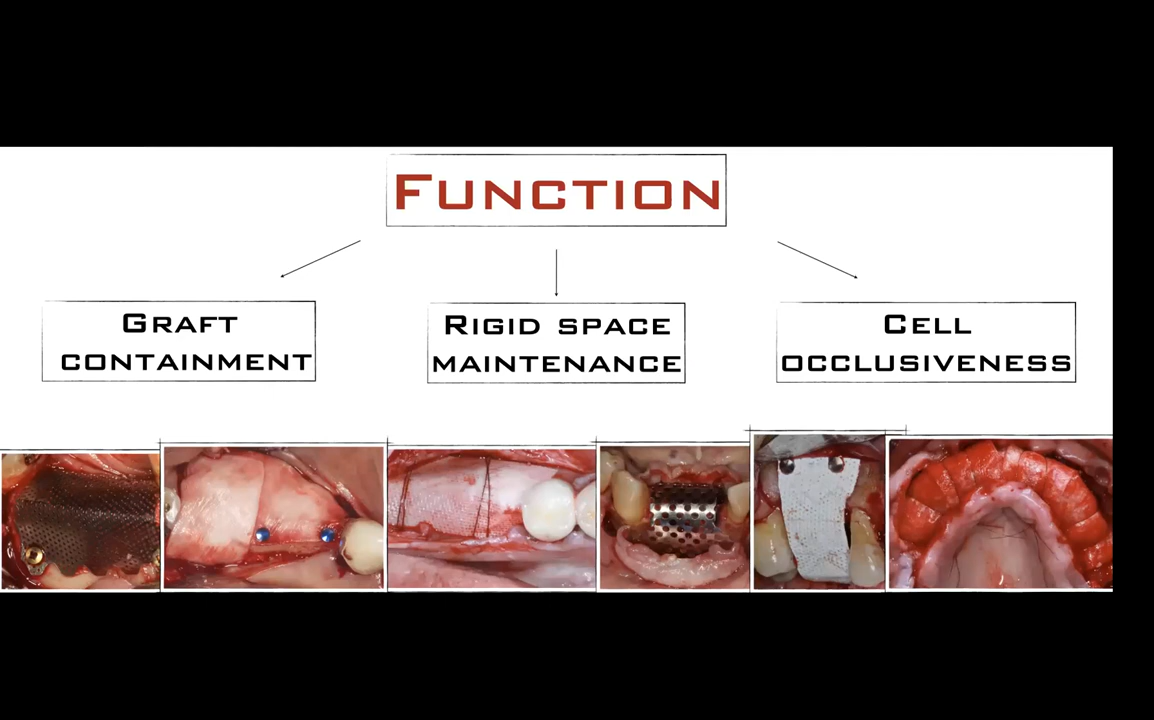 FUNCTION
GRAFT
CONTAINMENT
RIGID SPACE
MAINTENANCE
CELL
OCCLUSIVENESS